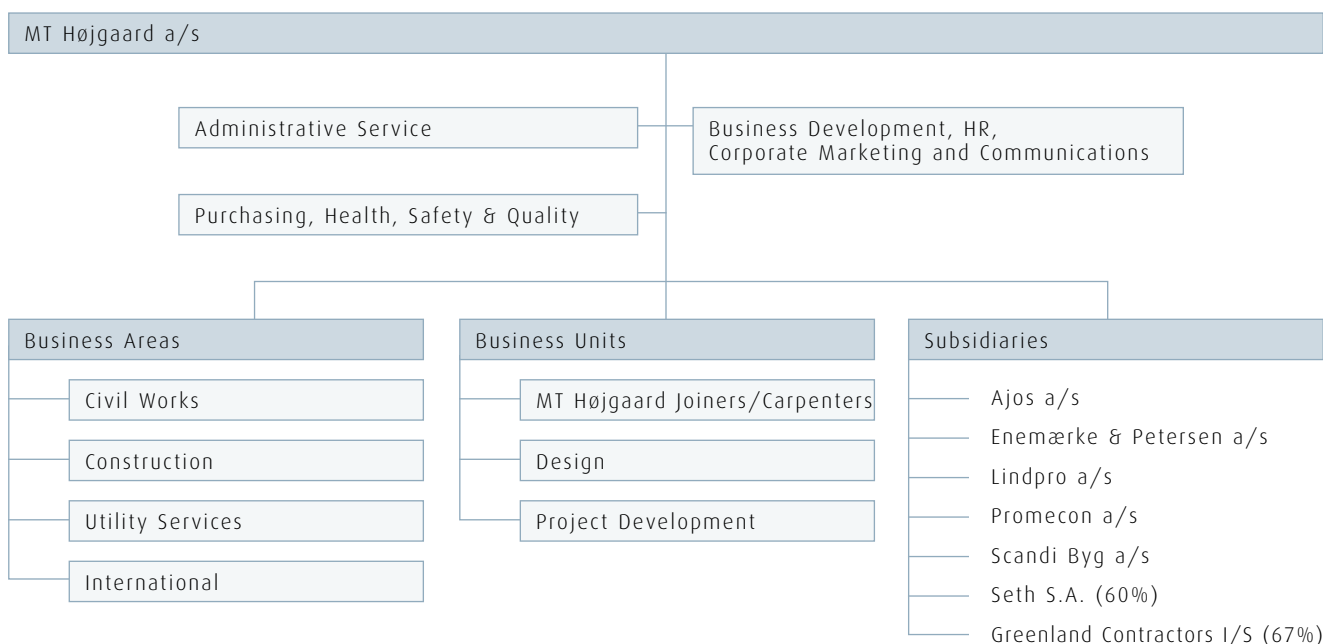 MT Højgaard a/s
Administrative Service
Business Development, HR,
Corporate Marketing and Communications
Purchasing, Health, Safety & Quality
Business Areas
Civil Works
Construction
Utility Services
International
Business Units
MT Højgaard Joiners/Carpenters
Design
Project Development
Subsidiaries
Ajos a/s
Enemærke & Petersen a/s
Lindpro a/s
Promecon a/s
Scandi Byg a/s
Seth S.A. (60%)
Greenland Contractors I/S (67%)